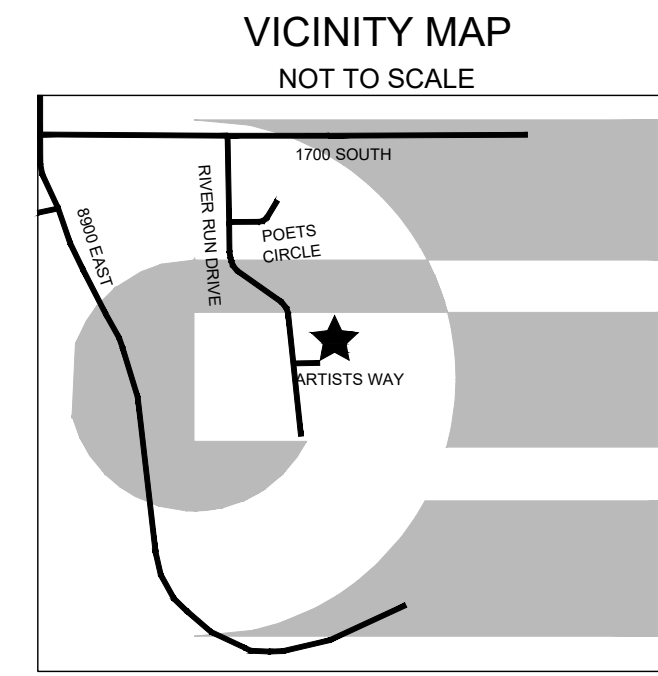 VICINITY MAP
NOT TO SCALE
1700 SOUTH
RIVER RUN DRIVE
8900 EAST
POETS
CIRCLE
ARTISTS WAY